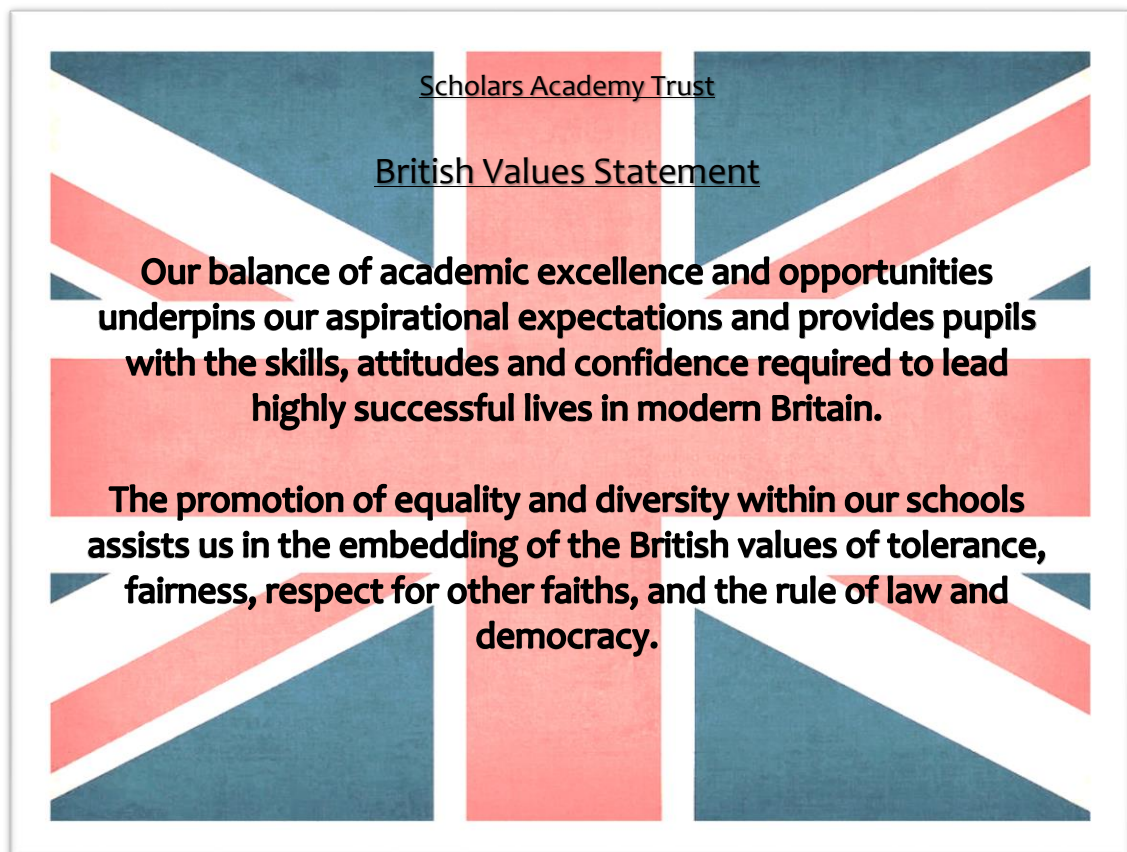 Scholars Academy Trust
British Values Statement
Our balance of academic excellence and opportunities
underpins our aspirational expectations and provides pupils
with the skills, attitudes and confidence required to lead
highly successful lives in modern Britain.
The promotion of equality and diversity within our schools
assists us in the embedding of the British values of tolerance,
fairness, respect for other faiths, and the rule of law and
democracy.